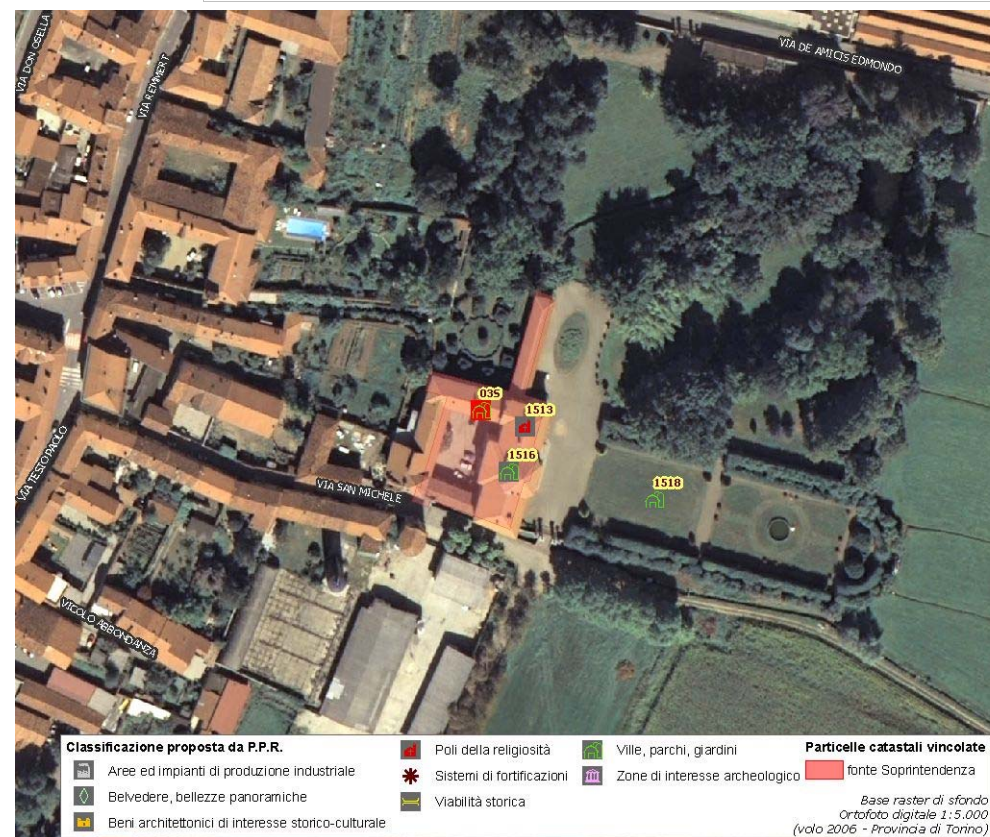 VIA DON OSELLA
VIA REMMERT
VIA DE AMICIS EDMONDO
035
1513
1516
1518
VIA TESIO PAOLO
VIA SAN MICHELE
VICOLO ABBONDANZA
Classificazione proposta da P.P.R.
Aree ed impianti di produzione industriale
Belvedere, bellezze panoramiche
Beni architettonici di interesse storico-culturale
Poli della religiosità
Sistemi di fortificazioni
Viabilità storica
Ville, parchi, giardini
Zone di interesse archeologico
Particelle catastali vincolate
fonte Soprintendenza
Base raster di sfondo
Ortofoto digitale 1:5.000
(volo 2006 - Provincia di Torino)